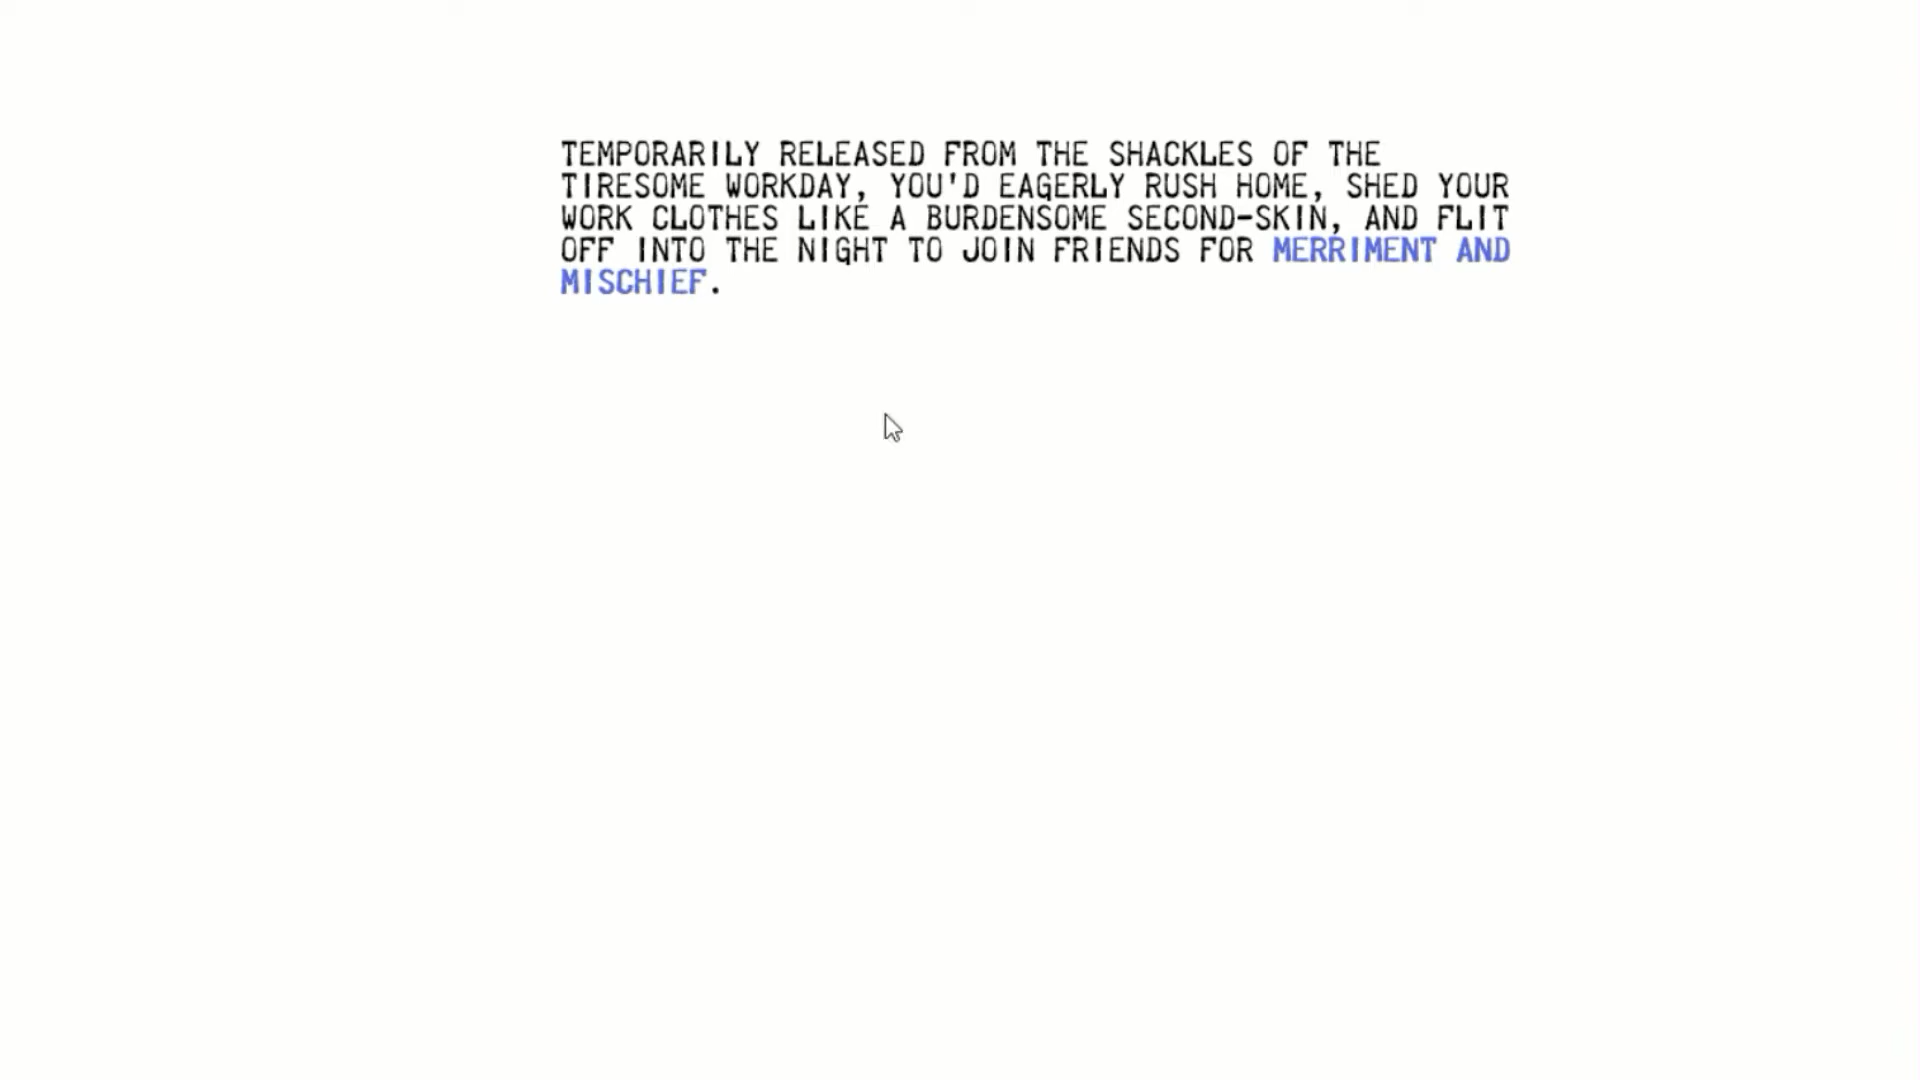 TEMPORARILY RELEASED FROM THE SHACKLES OF THE
TIRESOME WORKDAY, YOU'D EAGERLY RUSH HOME, SHED YOUR
WORK CLOTHES LIKE A BURDENSOME SECOND-SKIN, AND FLIT
OFF INTO THE NIGHT TO JOIN FRIENDS FOR MERRIMENT AND
MISCHIEF.